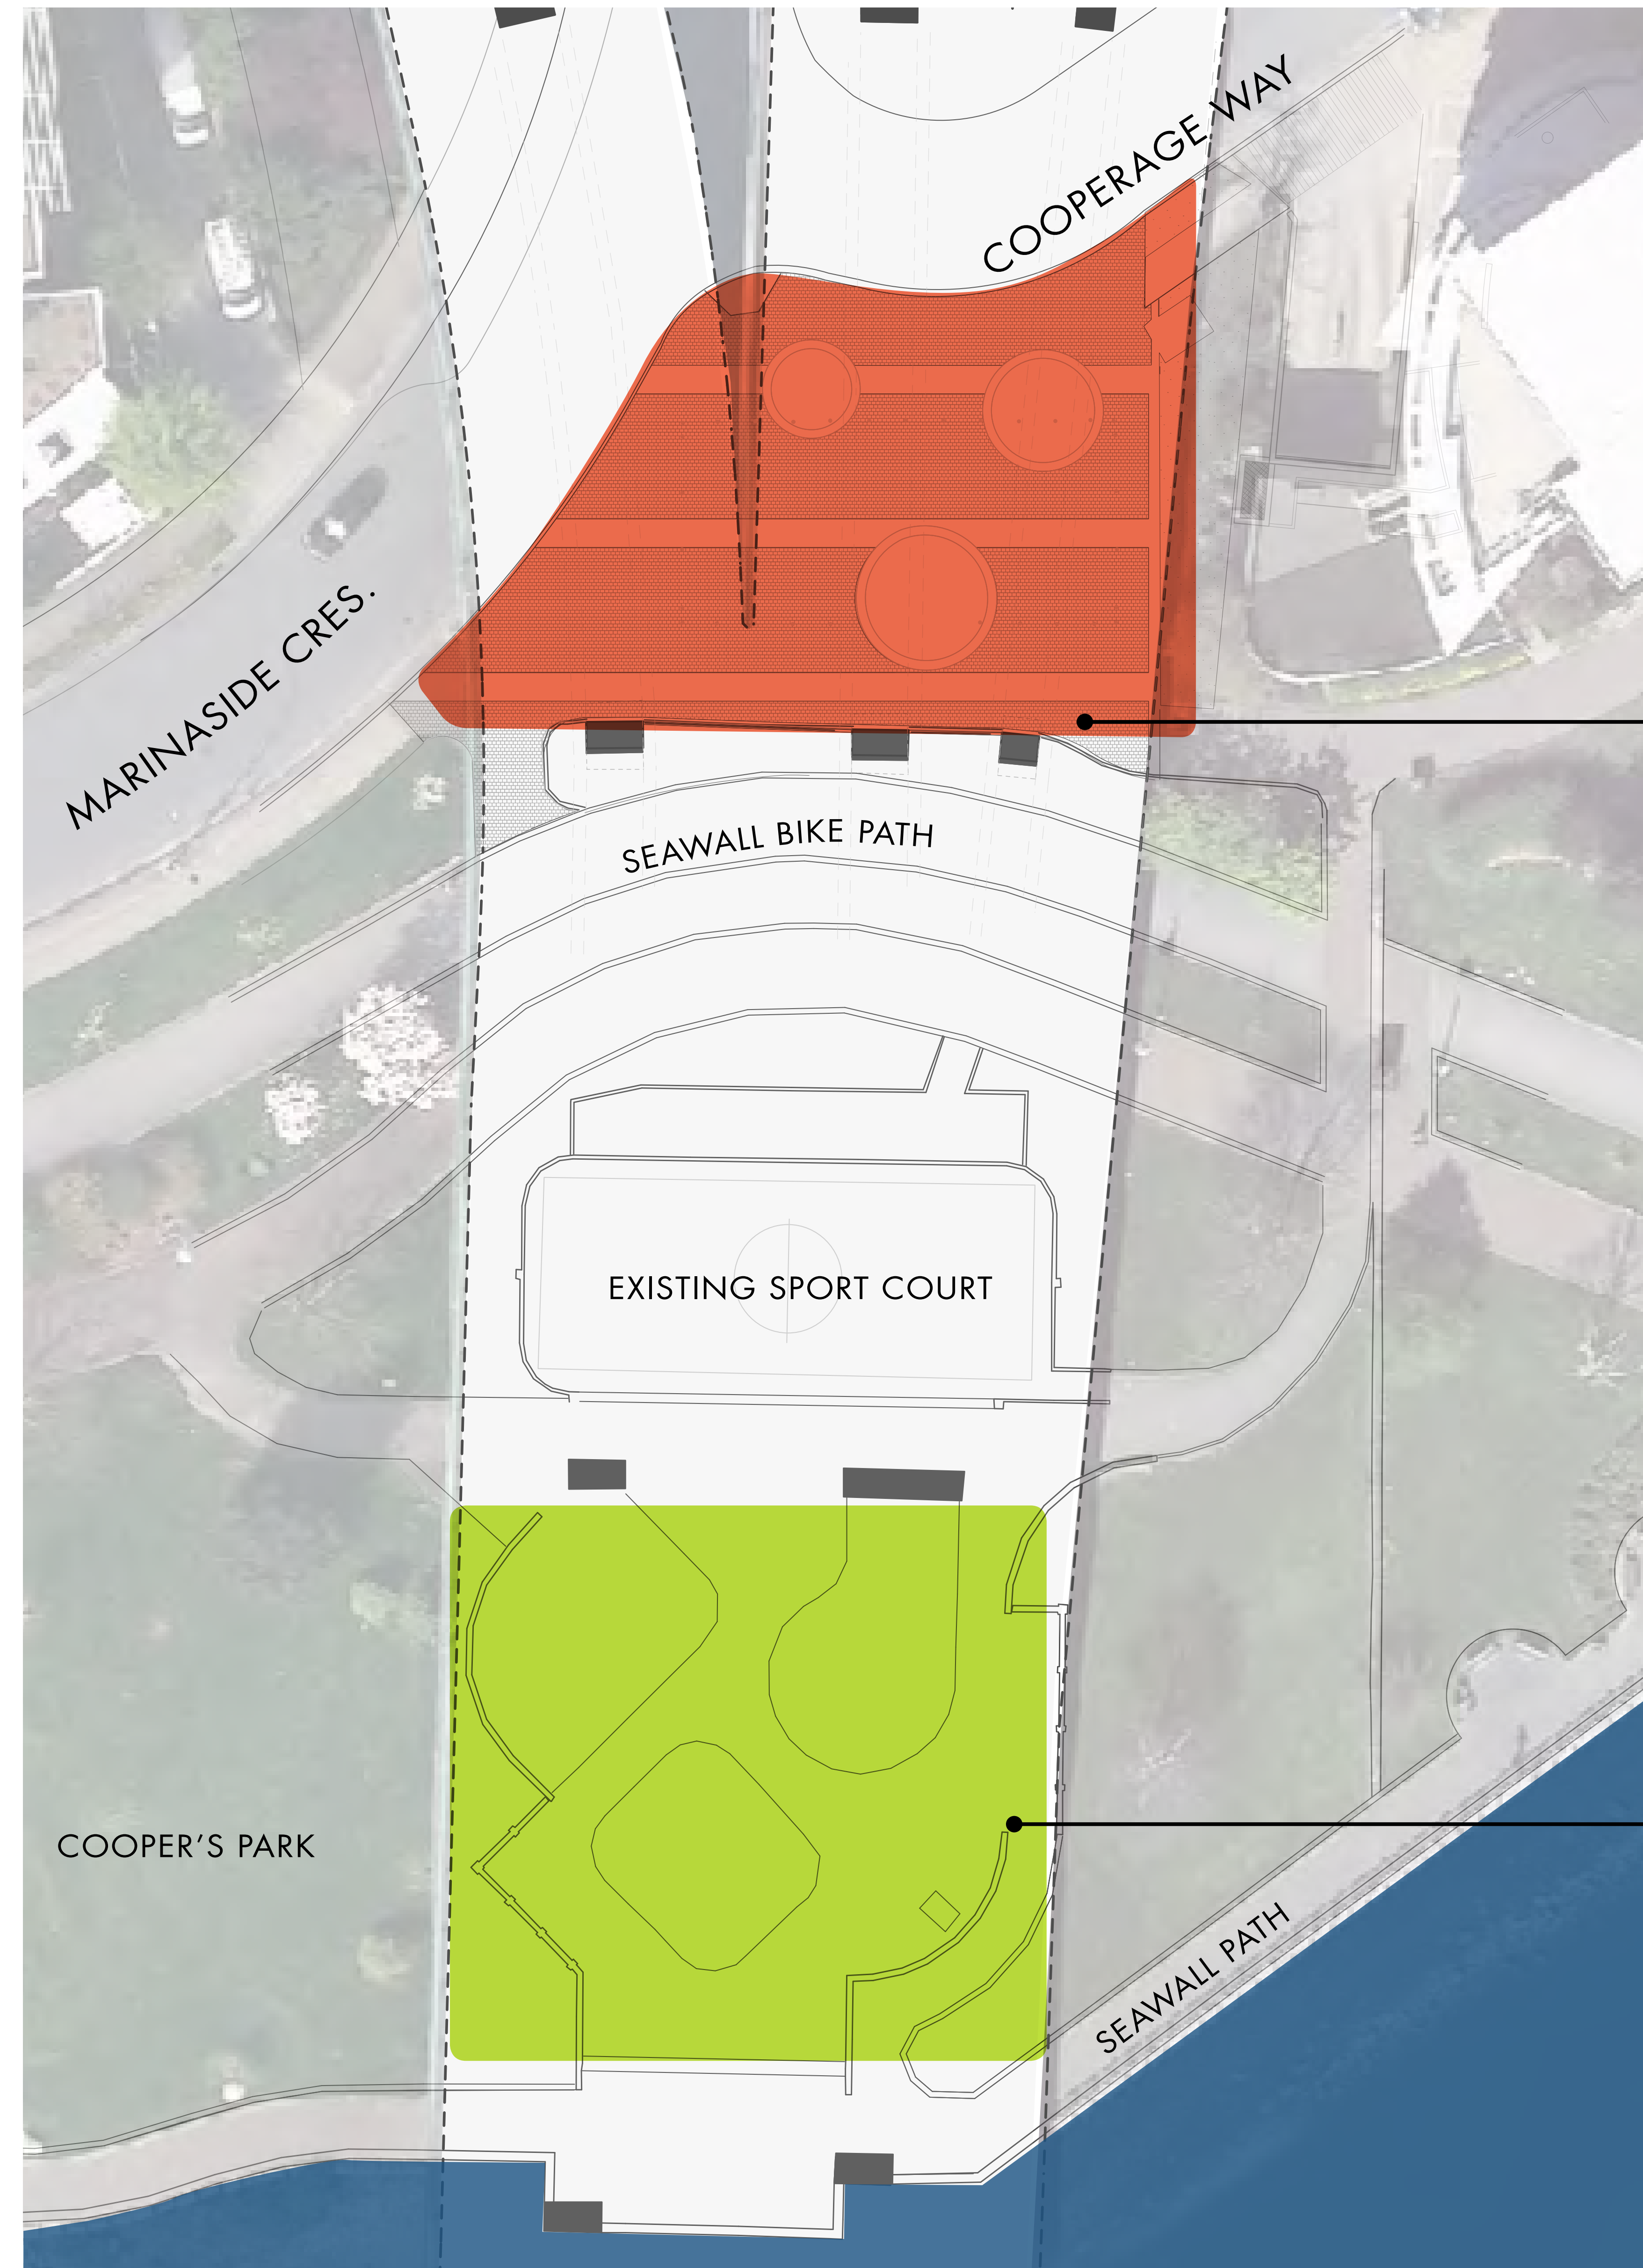 COOPERAGE WAY
MARINASIDE CRES.
SEAWALL BIKE PATH
EXISTING SPORT COURT
COOPER'S PARK
SEAWALL PATH